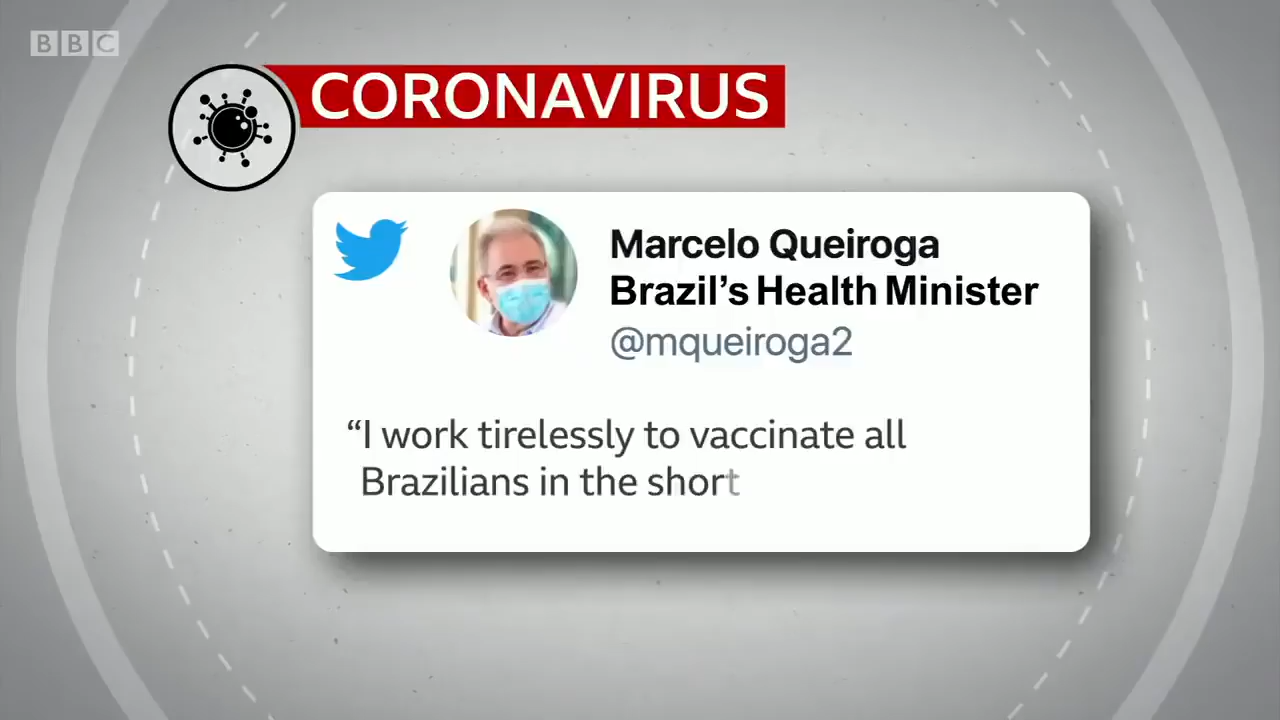 BBC
CORONAVIRUS
Marcelo Queiroga
Brazil’s Health Minister
@mqueiroga2
“I work tirelessly to vaccinate all
Brazilians in the short